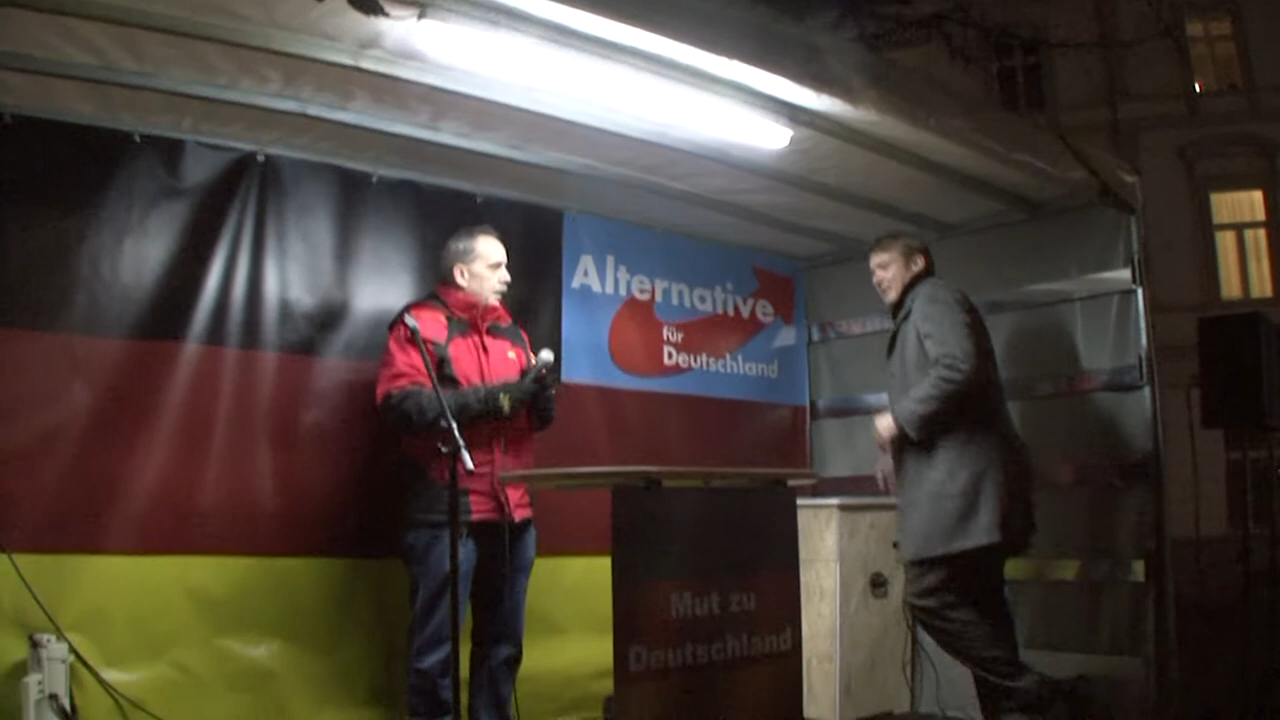 Alternative
für
Deutschland
Mut zu
Deutschland